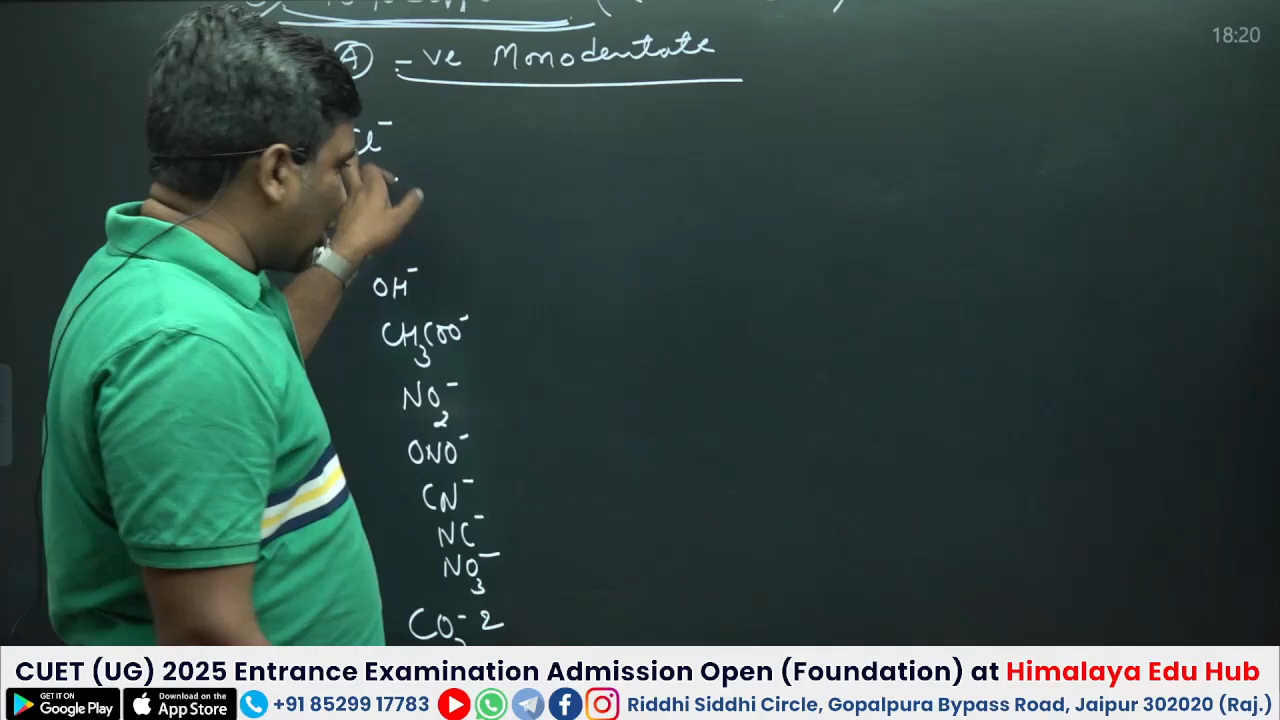 18:20
(A) -ve Monodentate
Cl⁻
OH⁻
CH₃COO⁻
NO₂⁻
ONO⁻
CN⁻
NC⁻
NO₃⁻
CO₃⁻²
CUET (UG) 2025 Entrance Examination Admission Open (Foundation) at Himalaya Edu Hub
GET IT ON Google Play Download on the App Store +91 85299 17783 Riddhi Siddhi Circle, Gopalpura Bypass Road, Jaipur 302020 (Raj.)